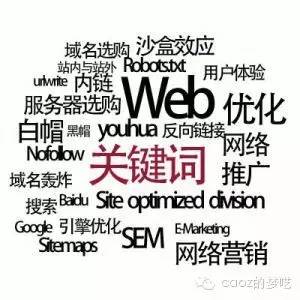 域名选购 沙盒效应
站内与站外 Robots.txt
urlwrite 内链 用户体验
服务器选购 Web 优化
白帽 黑帽 youhua 反向链接
Nofollow 关键词 网络
域名轰炸 推广
搜索 Baidu Site optimized division
Google 引擎优化 SEM E-Marketing
Sitemaps 网络营销
caoz的梦呓